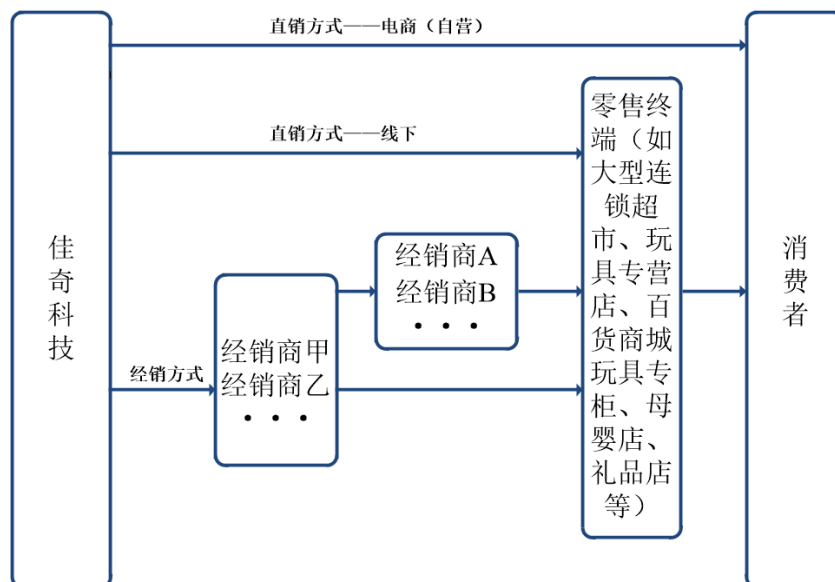 直销方式——电商（自营）
直销方式——线下
佳
奇
科
技
经销方式
经销商甲
经销商乙
···
经销商A
经销商B
···
零售终
端（如
大型连
锁超
市、玩
具专营
店、百
货商城
玩具专
柜、母
婴店、
礼品店
等）
消
费
者